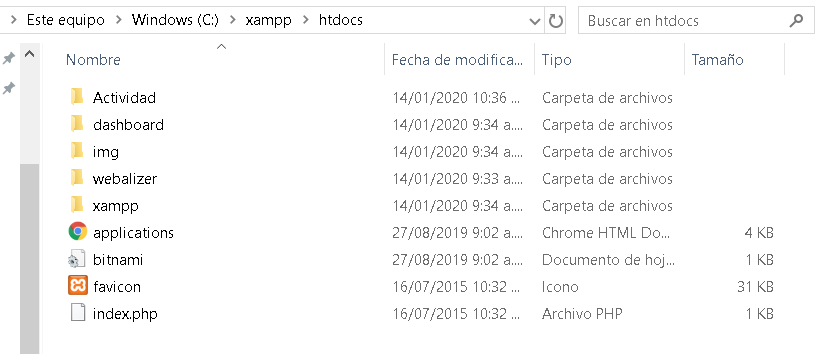 Este equipo > Windows (C:) > xampp > htdocs
Buscar en htdocs
Nombre Fecha de modifica... Tipo Tamaño
Actividad 14/01/2020 10:36 ... Carpeta de archivos
dashboard 14/01/2020 9:34 a.... Carpeta de archivos
img 14/01/2020 9:34 a.... Carpeta de archivos
webalizer 14/01/2020 9:33 a.... Carpeta de archivos
xampp 14/01/2020 9:34 a.... Carpeta de archivos
applications 27/08/2019 9:02 a.... Chrome HTML Do... 4 KB
bitnami 27/08/2019 9:02 a.... Documento de hoj... 1 KB
favicon 16/07/2015 10:32 ... Icono 31 KB
index.php 16/07/2015 10:32 ... Archivo PHP 1 KB